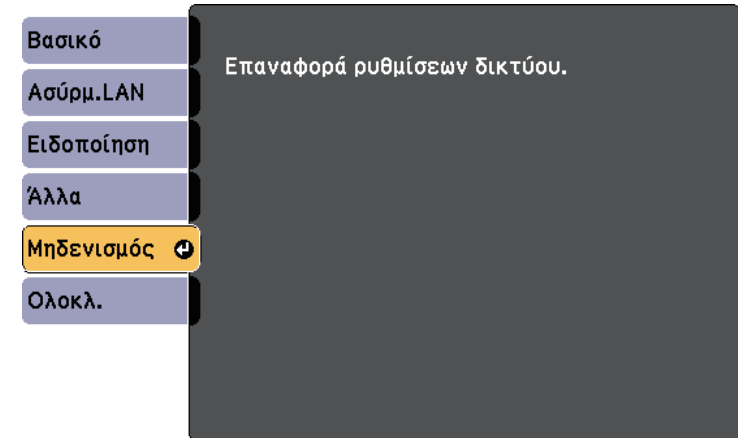 Βασικό
Ασύρμ.LAN
Ειδοποίηση
Άλλα
Μηδενισμός
Ολοκλ.
Επαναφορά ρυθμίσεων δικτύου.